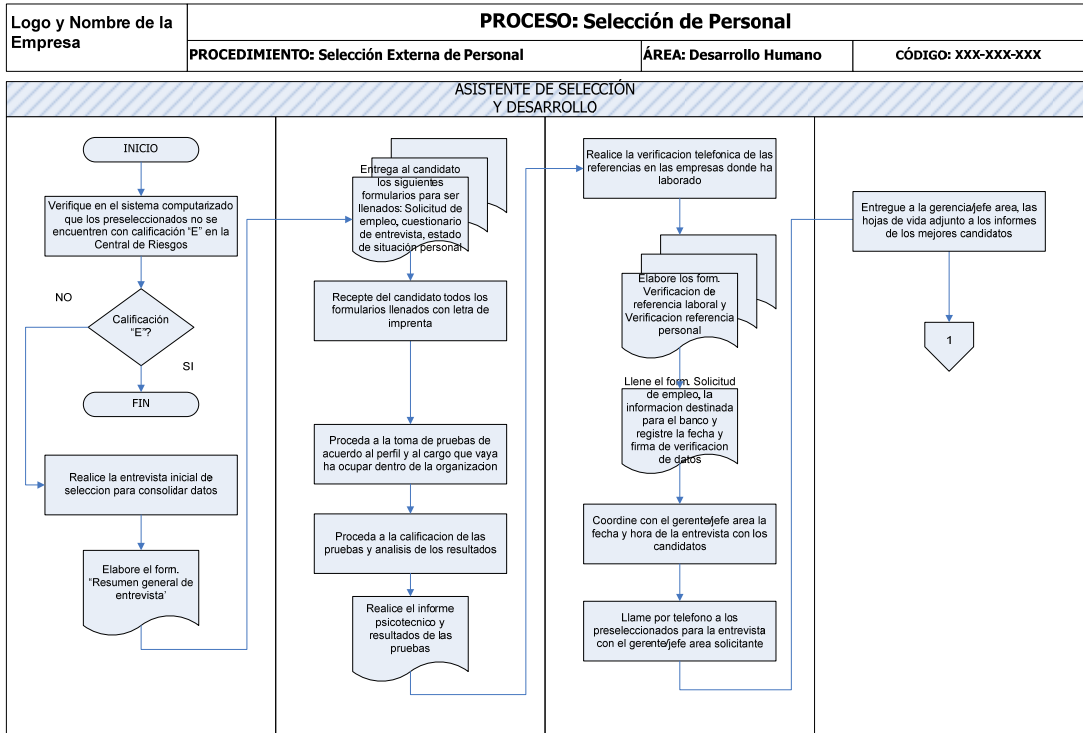 Logo y Nombre de la
Empresa
PROCESO: Selección de Personal
PROCEDIMIENTO: Selección Externa de Personal
ÁREA: Desarrollo Humano
CÓDIGO: XXX-XXX-XXX
ASISTENTE DE SELECCIÓN
Y DESARROLLO
INICIO
Verifique en el sistema computarizado
que los preseleccionados no se
encuentren con calificación “E” en la
Central de Riesgos
NO
Calificación
“E”?
SI
FIN
Realice la entrevista inicial de
seleccion para consolidar datos
Elabore el form.
“Resumen general de
entrevista’
Entrega al candidato
los siguientes
formularios para ser
llenados: Solicitud de
empleo, cuestionario
de entrevista, estado
de situación personal
Recepte del candidato todos los
formularios llenados con letra de
imprenta
Proceda a la toma de pruebas de
acuerdo al perfil y al cargo que vaya
ha ocupar dentro de la organizacion
Proceda a la calificacion de las
pruebas y analisis de los resultados
Realice el informe
psicotecnico y
resultados de las
pruebas
Realice la verificacion telefonica de las
referencias en las empresas donde ha
laborado
Elabore los form.
Verificacion de
referencia laboral y
Verificacion referencia
personal
Llene el form. Solicitud
de empleo, la
informacion destinada
para el banco y
registre la fecha y
firma de verificacion
de datos
Coordine con el gerente/jefe area la
fecha y hora de la entrevista con los
candidatos
Llame por telefono a los
preseleccionados para la entrevista
con el gerente/jefe area solicitante
Entregue a la gerencia/jefe area, las
hojas de vida adjunto a los informes
de los mejores candidatos
1